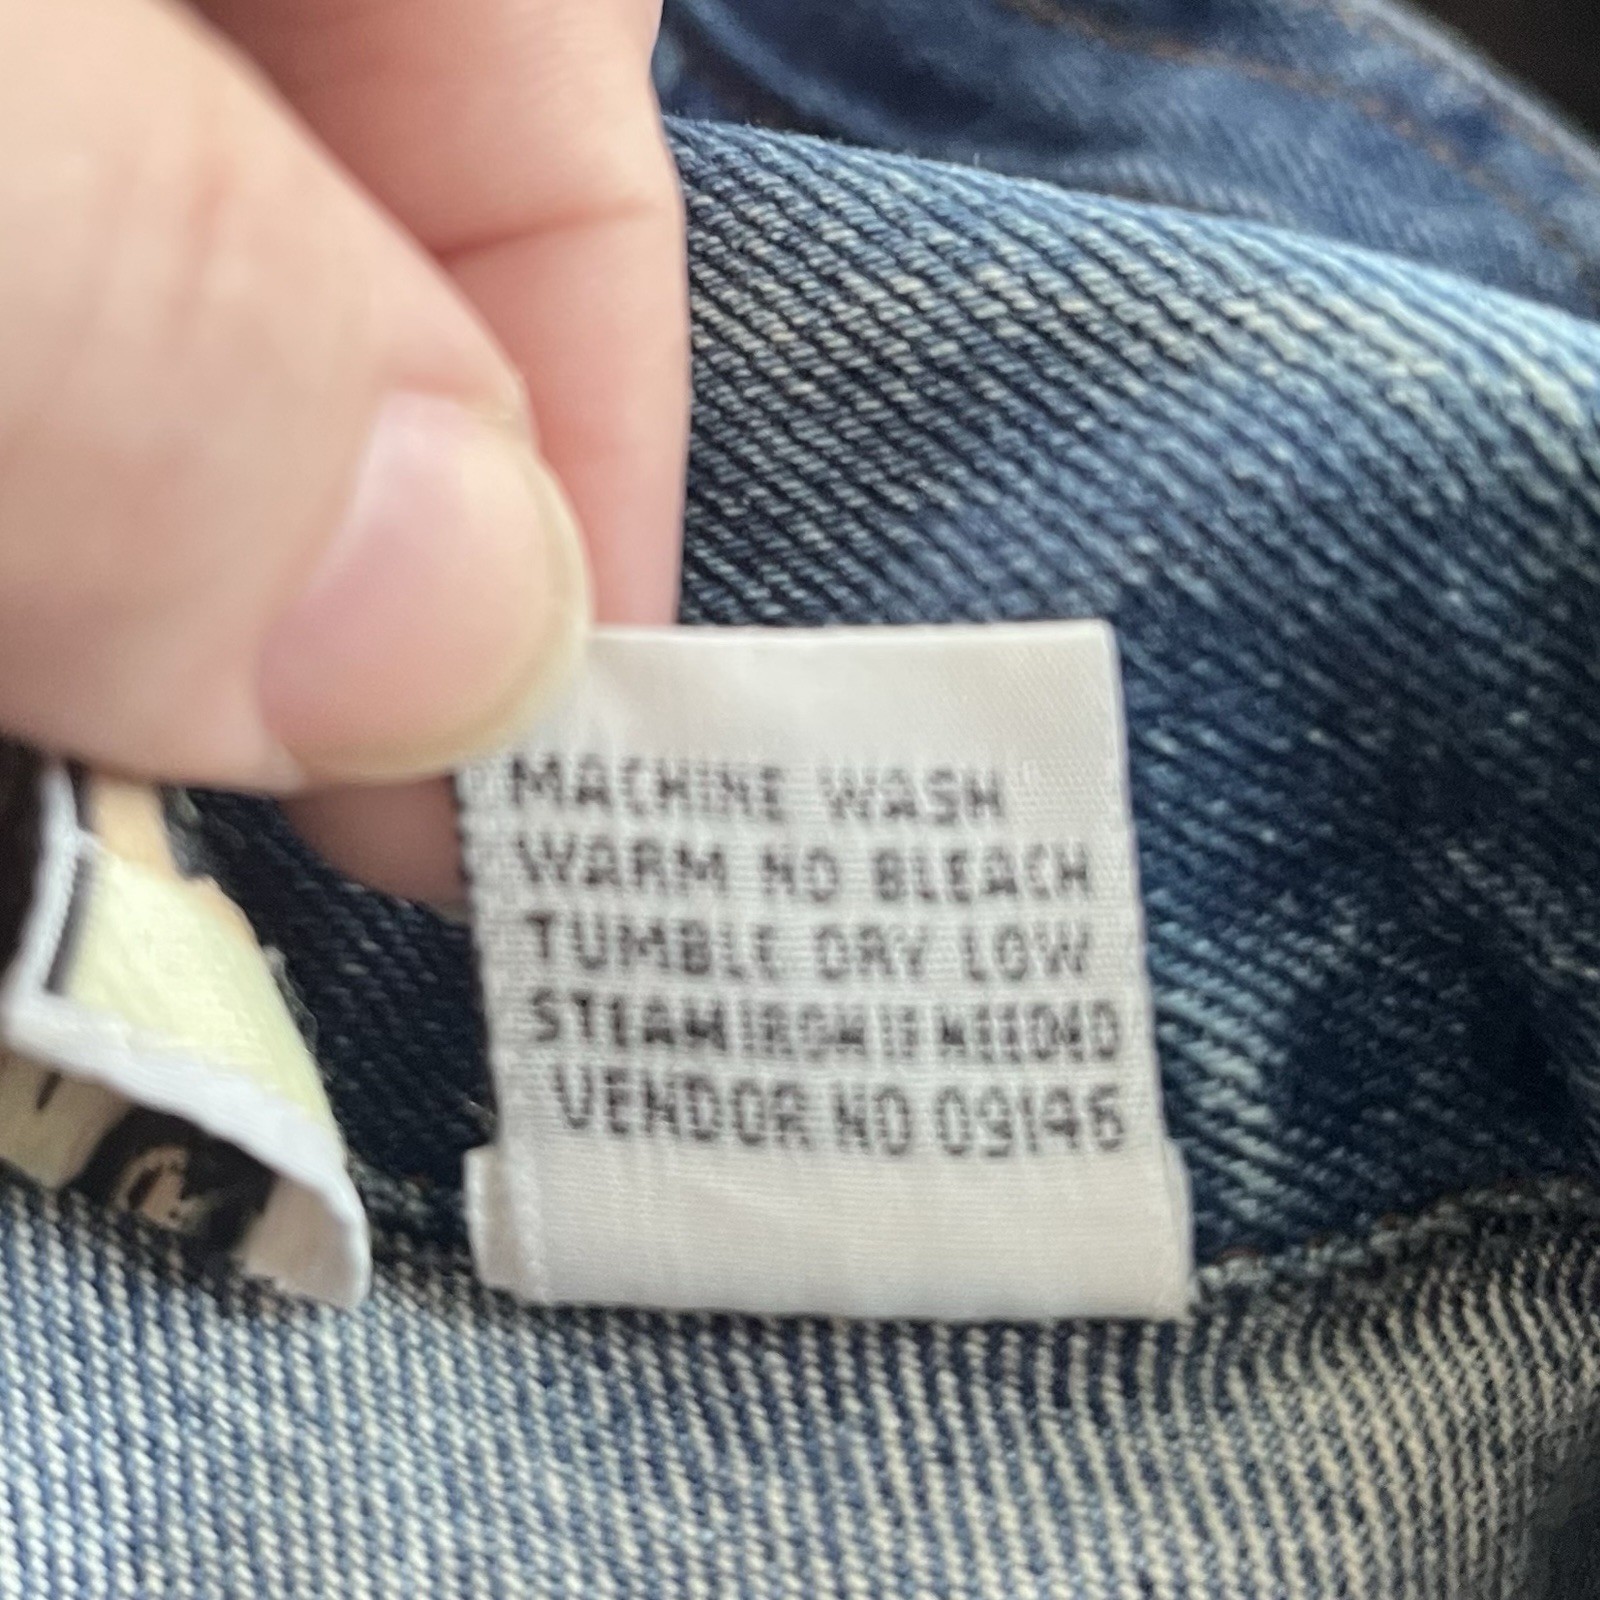 MACHINE WASH
WARM NO BLEACH
TUMBLE DRY LOW
STEAM IRON IF NEEDED
VENDOR NO 09146
M